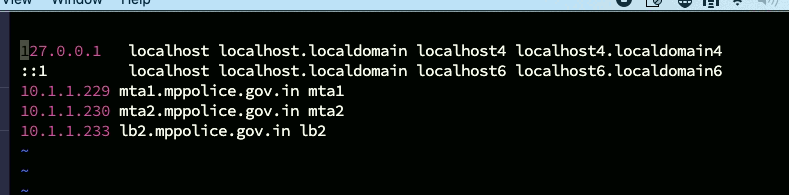 View Window Help
127.0.0.1 localhost localhost.localdomain localhost4 localhost4.localdomain4
::1 localhost localhost.localdomain localhost6 localhost6.localdomain6
10.1.1.229 mta1.mppolice.gov.in mta1
10.1.1.230 mta2.mppolice.gov.in mta2
10.1.1.233 lb2.mppolice.gov.in lb2
~
~
~